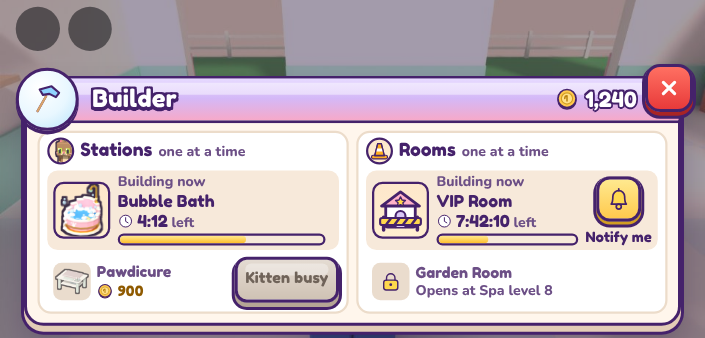 Builder
1,240
Stations one at a time
Building now
Bubble Bath
4:12 left
Pawdicure
900
Kitten busy
Rooms one at a time
Building now
VIP Room
7:42:10 left
Notify me
Garden Room
Opens at Spa level 8